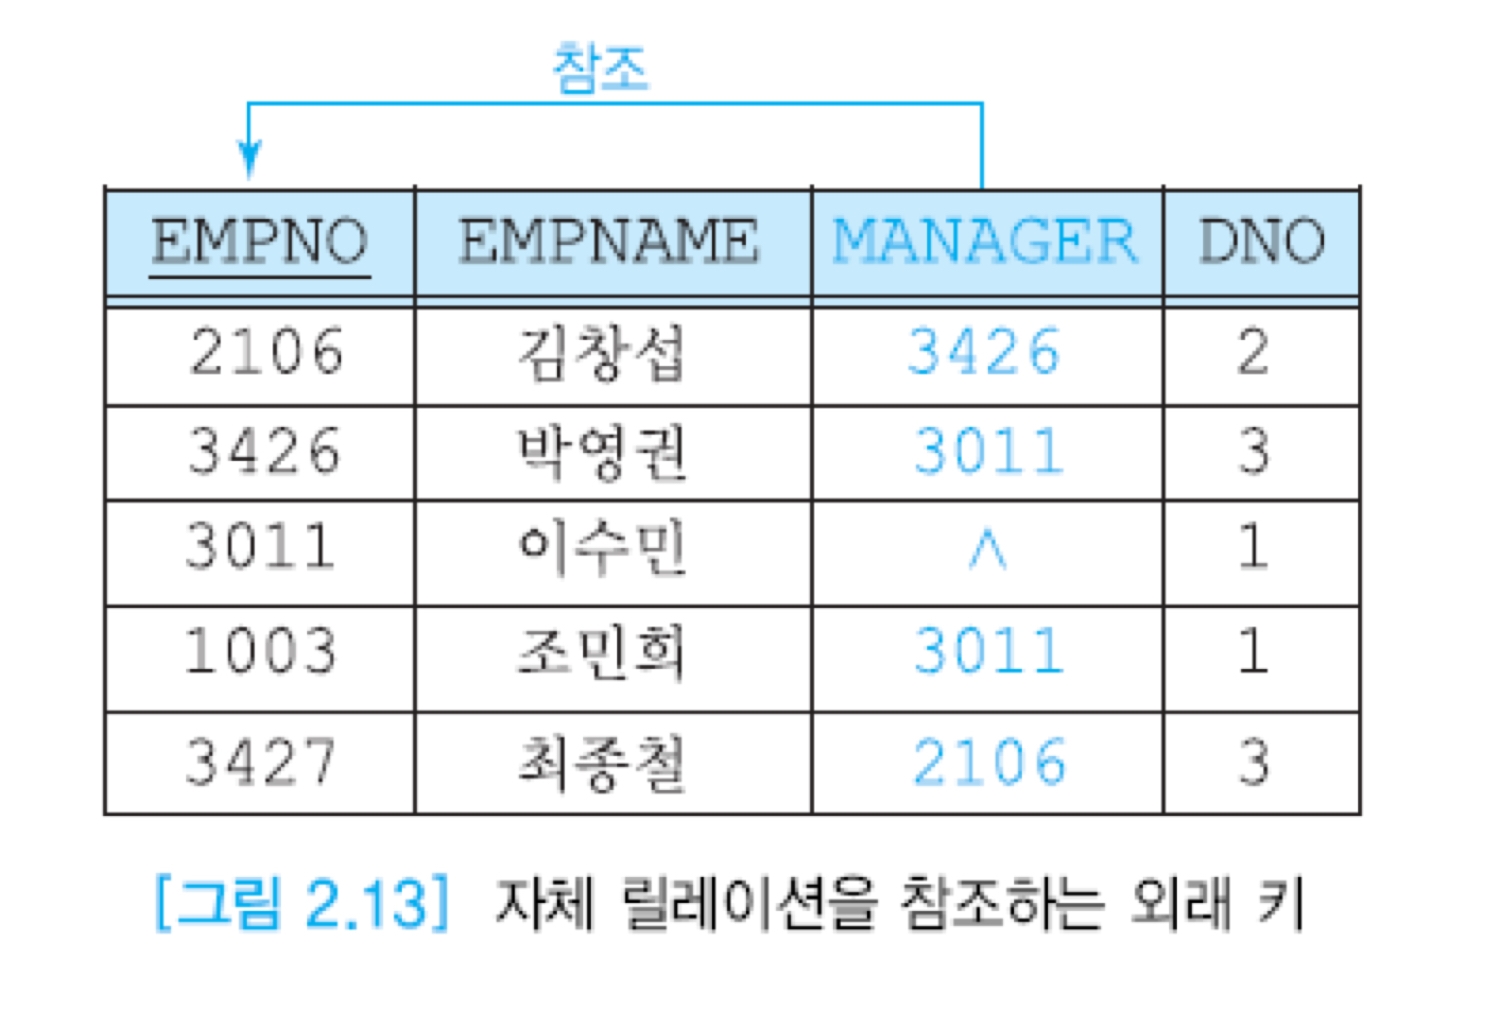 참조
EMPNO EMPNAME MANAGER DNO
2106 김창섭 3426 2
3426 박영권 3011 3
3011 이수민 ∧ 1
1003 조민희 3011 1
3427 최종철 2106 3
[그림 2.13] 자체 릴레이션을 참조하는 외래 키